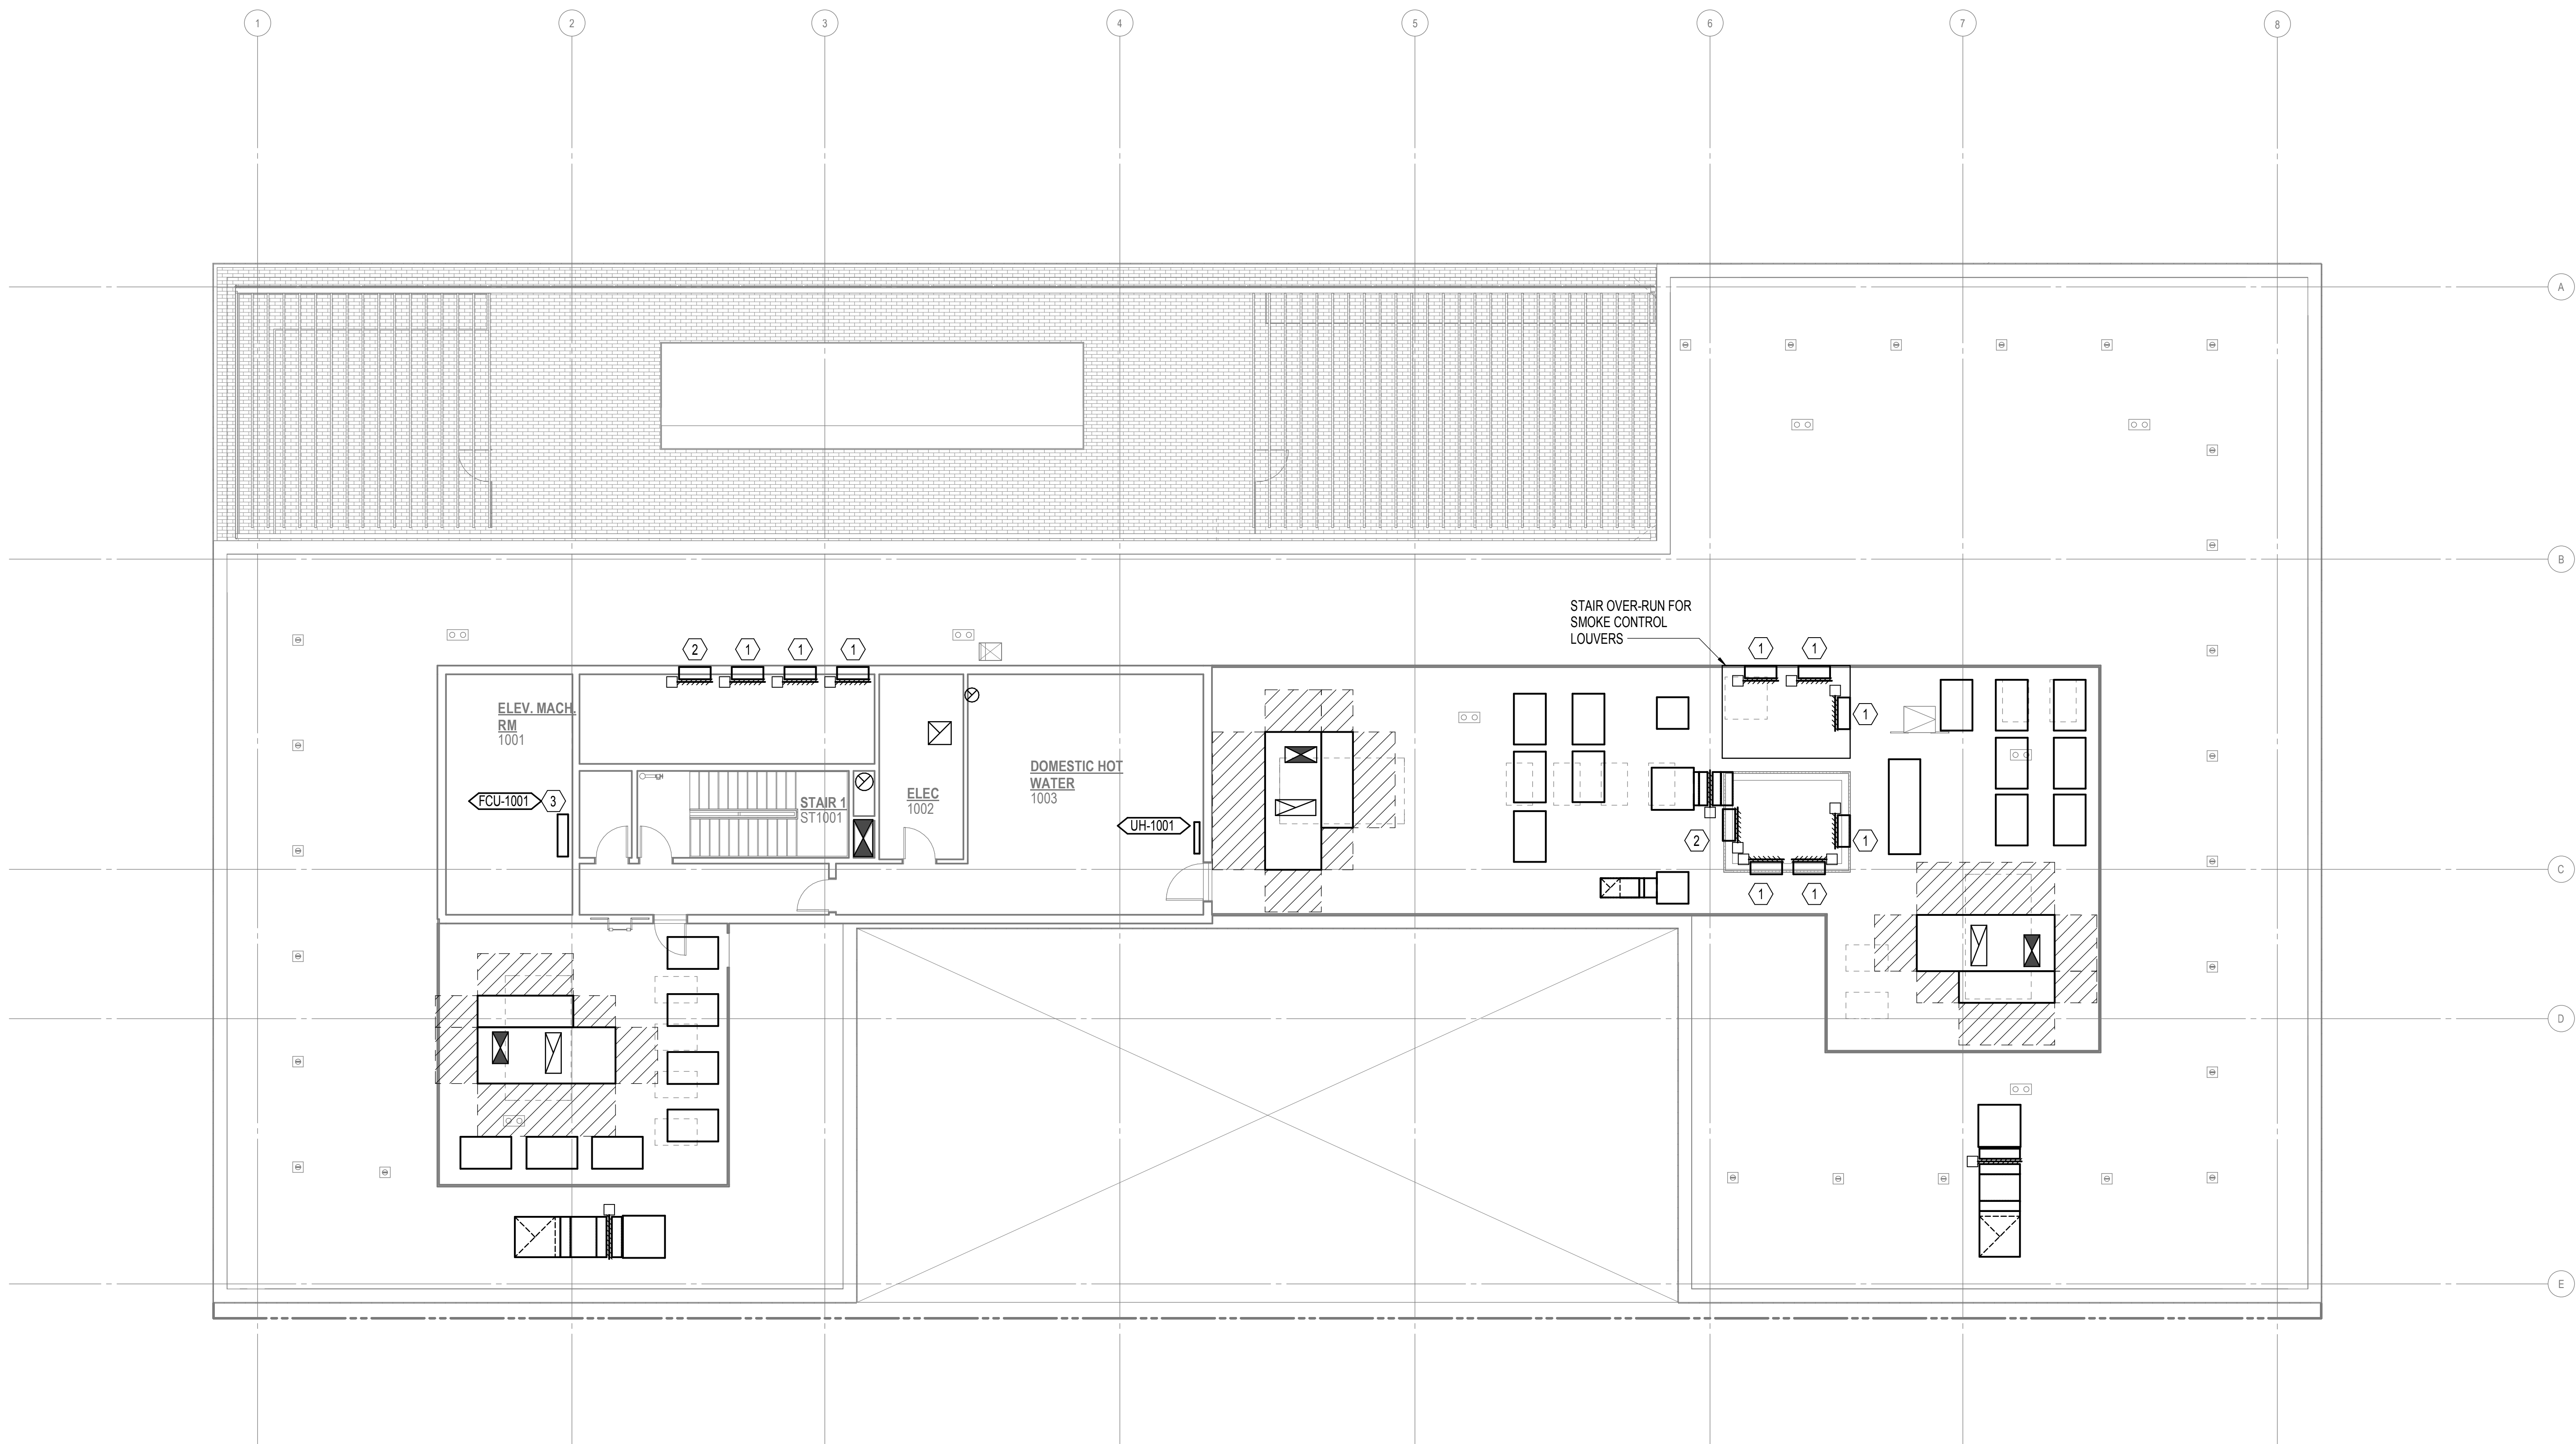 1
2
3
4
5
6
7
8
A
B
STAIR OVER-RUN FOR
SMOKE CONTROL
LOUVERS
2
1
1
1
1
1
ELEV. MACH.
RM
1001
1
DOMESTIC HOT
WATER
1003
FCU-1001
3
STAIR 1
ST1001
ELEC
1002
UH-1001
2
1
C
1
1
D
E